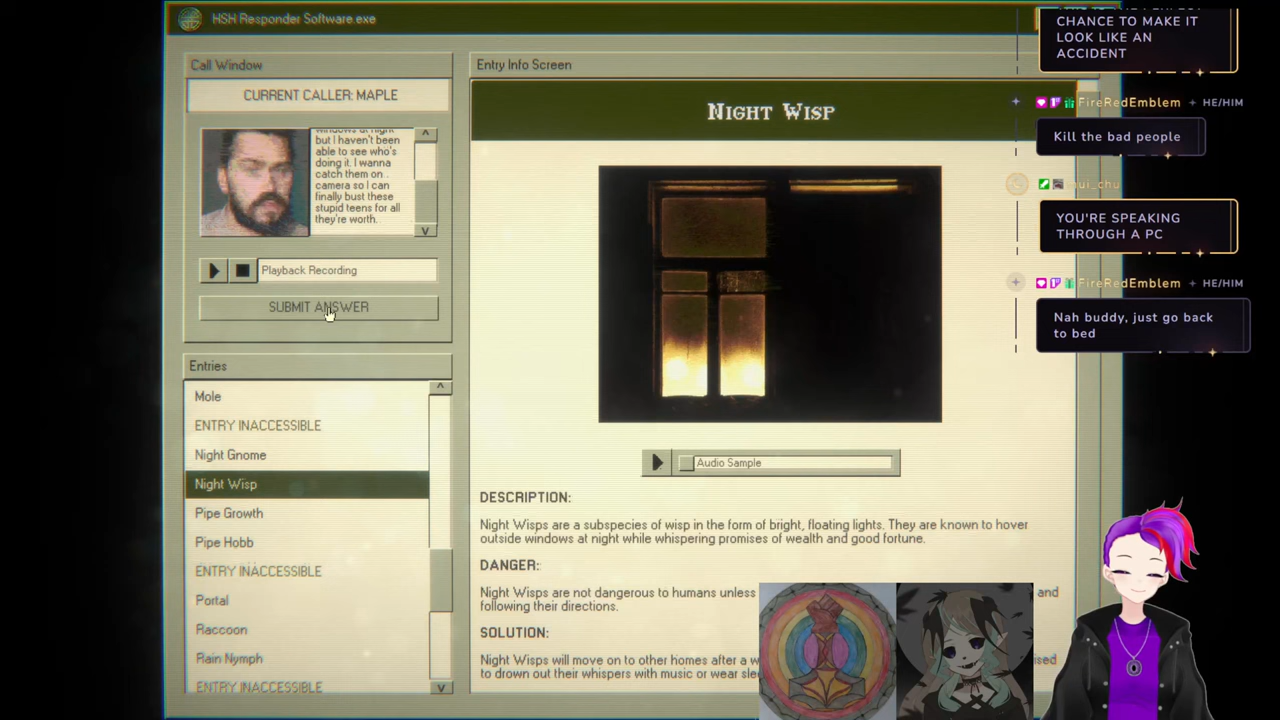 HSH Responder Software.exe
Call Window
CURRENT CALLER: MAPLE
windows at night
but I haven't been
able to see who's
doing it. I wanna
catch them on
camera so I can
finally bust these
stupid teens for all
they're worth.
Playback Recording
SUBMIT ANSWER
Entries
Mole
ENTRY INACCESSIBLE
Night Gnome
Night Wisp
Pipe Growth
Pipe Hobb
ENTRY INACCESSIBLE
Portal
Raccoon
Rain Nymph
ENTRY INACCESSIBLE
Entry Info Screen
NIGHT WISP
Audio Sample
DESCRIPTION:
Night Wisps are a subspecies of wisp in the form of bright, floating lights. They are known to hover
outside windows at night while whispering promises of wealth and good fortune.
DANGER:
Night Wisps are not dangerous to humans unless and
following their directions.
SOLUTION:
Night Wisps will move on to other homes after a
to drown out their whispers with music or wear
CHANCE TO MAKE IT
LOOK LIKE AN
ACCIDENT
FireRedEmblem + HE/HIM
Kill the bad people
YOU'RE SPEAKING
THROUGH A PC
FireRedEmblem + HE/HIM
Nah buddy, just go back
to bed